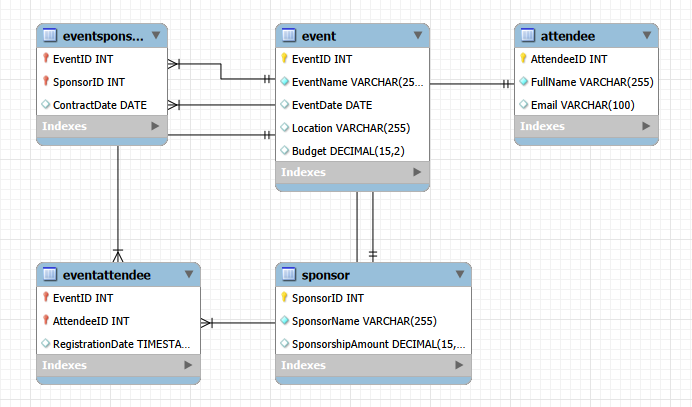 eventspons...
EventID INT
SponsorID INT
ContractDate DATE
Indexes
event
EventID INT
EventName VARCHAR(25...
EventDate DATE
Location VARCHAR(255)
Budget DECIMAL(15,2)
Indexes
attendee
AttendeeID INT
FullName VARCHAR(255)
Email VARCHAR(100)
Indexes
eventattendee
EventID INT
AttendeeID INT
RegistrationDate TIMESTA...
Indexes
sponsor
SponsorID INT
SponsorName VARCHAR(255)
SponsorshipAmount DECIMAL(15,...
Indexes